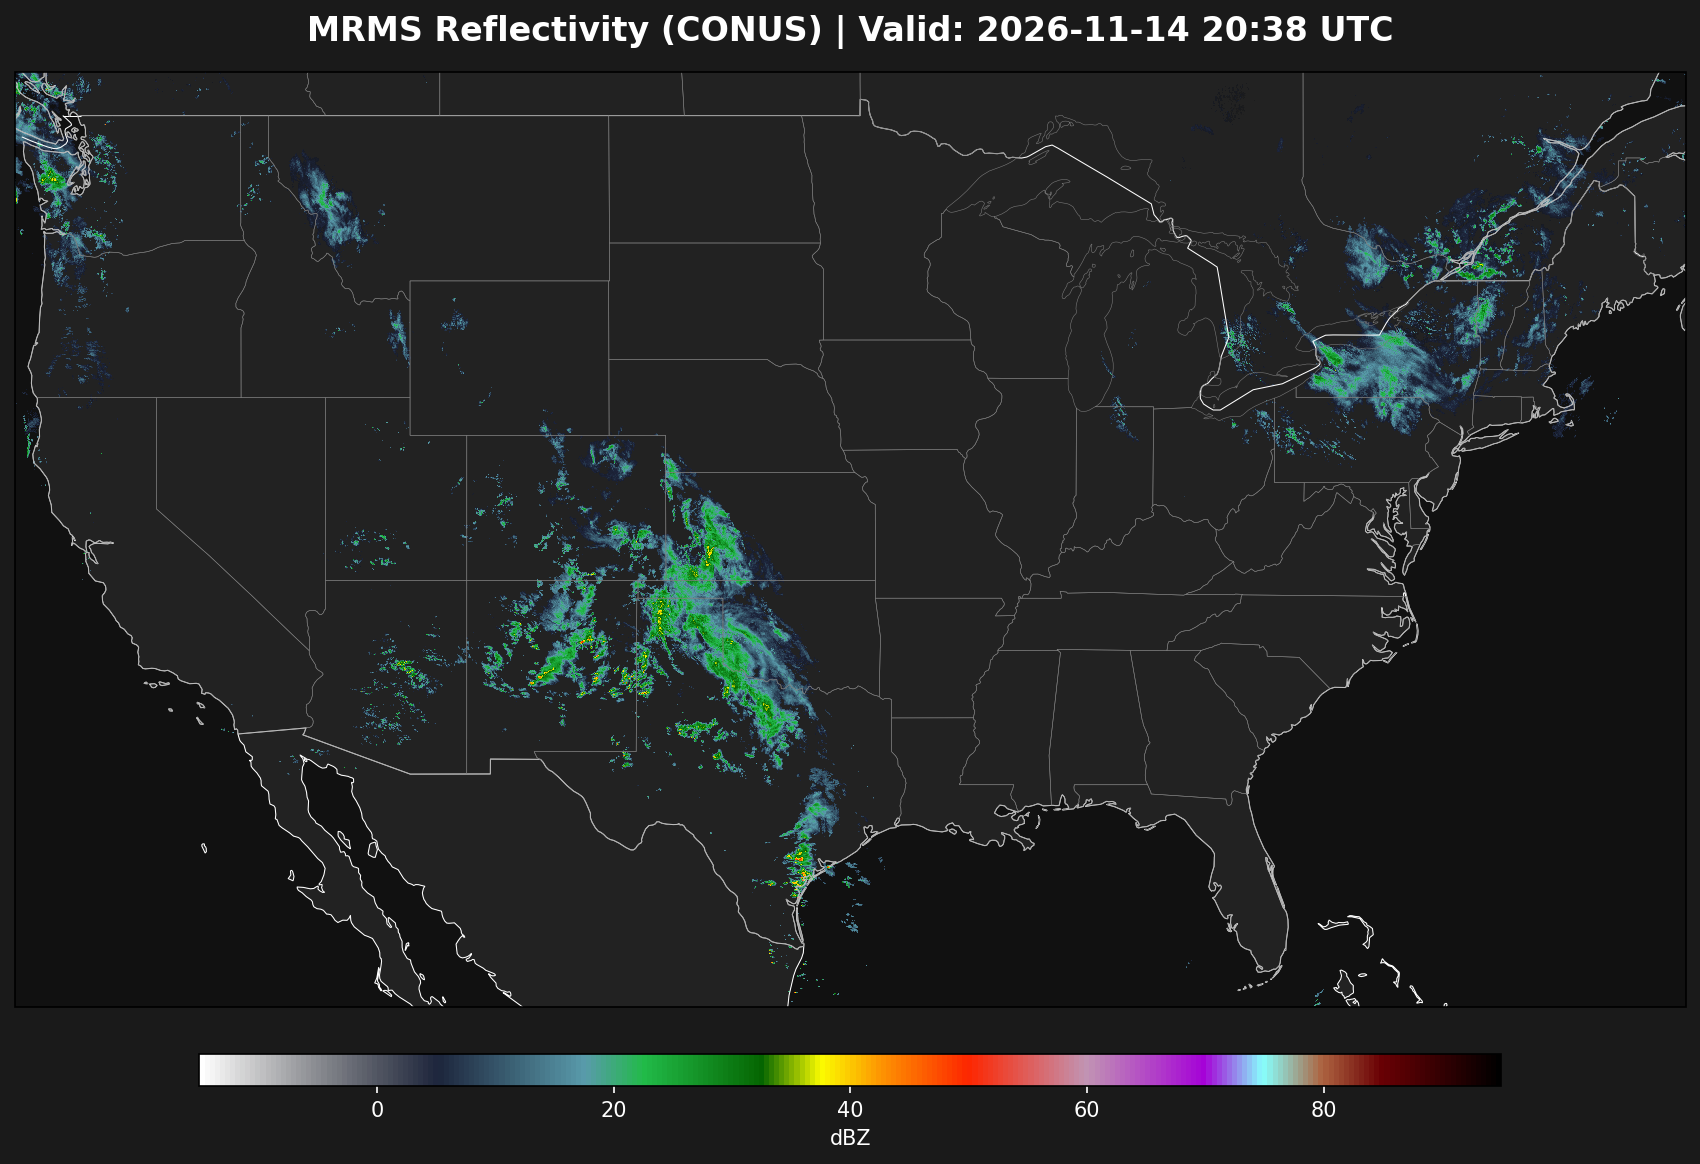 MRMS Reflectivity (CONUS) | Valid: 2026-11-14 20:38 UTC
0 20 40 60 80
dBZ